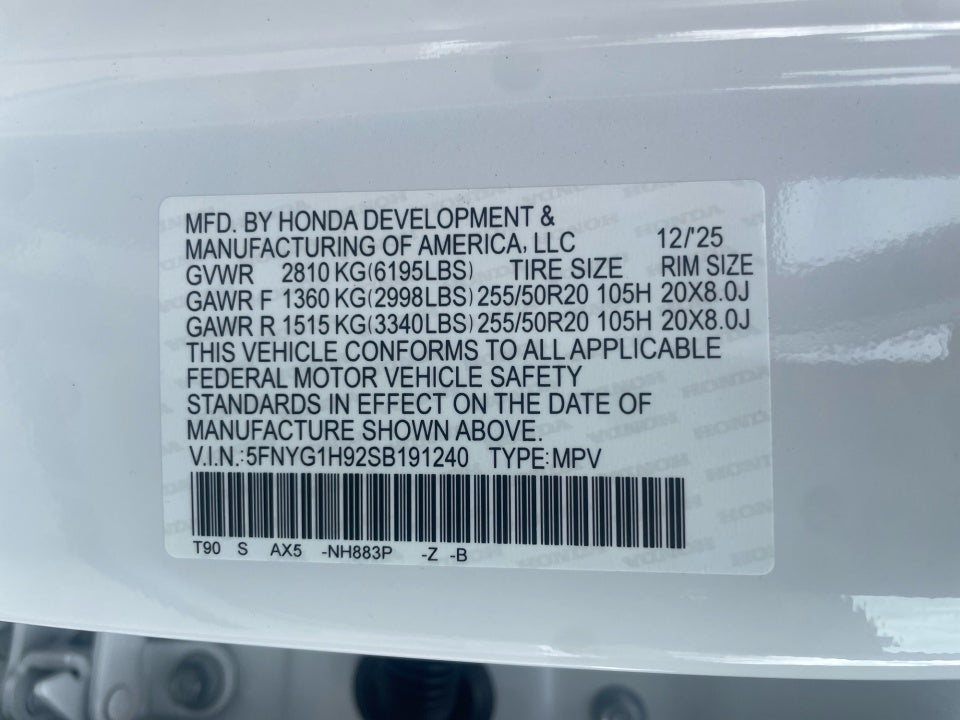 MFD. BY HONDA DEVELOPMENT &
MANUFACTURING OF AMERICA, LLC 12/'25
GVWR 2810 KG(6195LBS) TIRE SIZE RIM SIZE
GAWR F 1360 KG(2998LBS) 255/50R20 105H 20X8.0J
GAWR R 1515 KG(3340LBS) 255/50R20 105H 20X8.0J
THIS VEHICLE CONFORMS TO ALL APPLICABLE
FEDERAL MOTOR VEHICLE SAFETY
STANDARDS IN EFFECT ON THE DATE OF
MANUFACTURE SHOWN ABOVE.
V.I.N.:5FNYG1H92SB191240 TYPE:MPV
T90 S AX5 -NH883P -Z -B